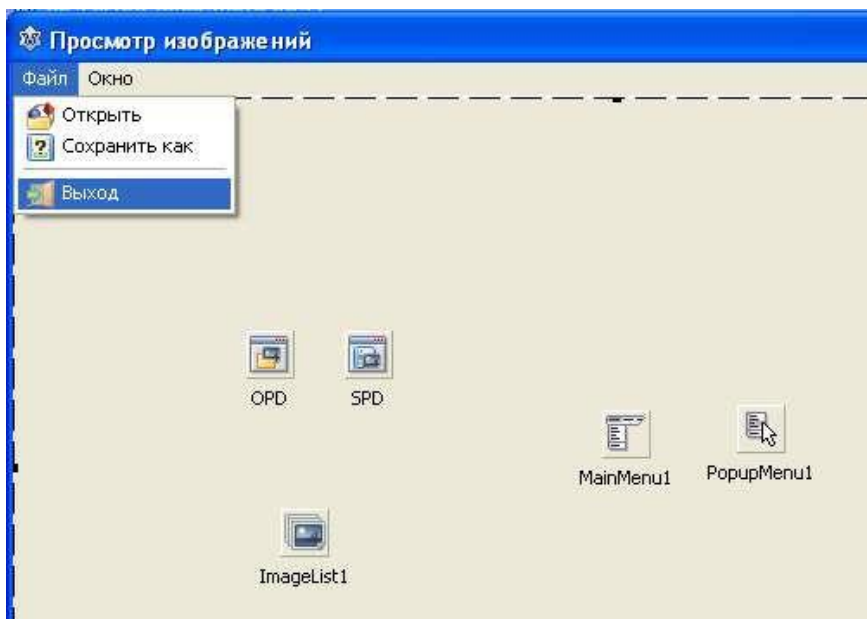 Просмотр изображений
Файл Окно
Открыть
Сохранить как
Выход
OPD SPD
MainMenu1 PopupMenu1
ImageList1